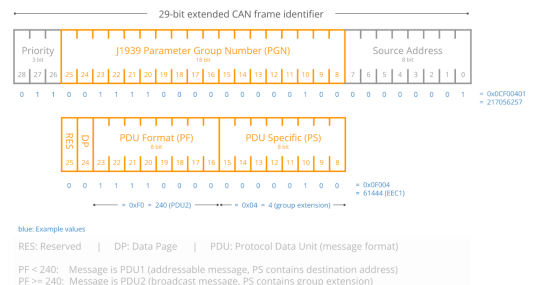 29-bit extended CAN frame identifier
Priority J1939 Parameter Group Number (PGN) Source Address
3 bit 18 bit 8 bit
28 27 26 25 24 23 22 21 20 19 18 17 16 15 14 13 12 11 10 9 8 7 6 5 4 3 2 1 0
0 1 1 0 0 1 1 1 1 0 0 0 0 0 0 0 0 0 1 0 0 0 0 0 0 0 0 0 1 = 0x0CF00401
= 217056257
RES DP PDU Format (PF) PDU Specific (PS)
8 bit 8 bit
25 24 23 22 21 20 19 18 17 16 15 14 13 12 11 10 9 8
0 0 1 1 1 1 0 0 0 0 0 0 0 0 0 1 0 0 = 0x0F004
= 61444 (EEC1)
= 0xF0 = 240 (PDU2) = 0x04 = 4 (group extension)
blue: Example values
RES: Reserved | DP: Data Page | PDU: Protocol Data Unit (message format)
PF < 240: Message is PDU1 (addressable message, PS contains destination address)
PF >= 240: Message is PDU2 (broadcast message, PS contains group extension)